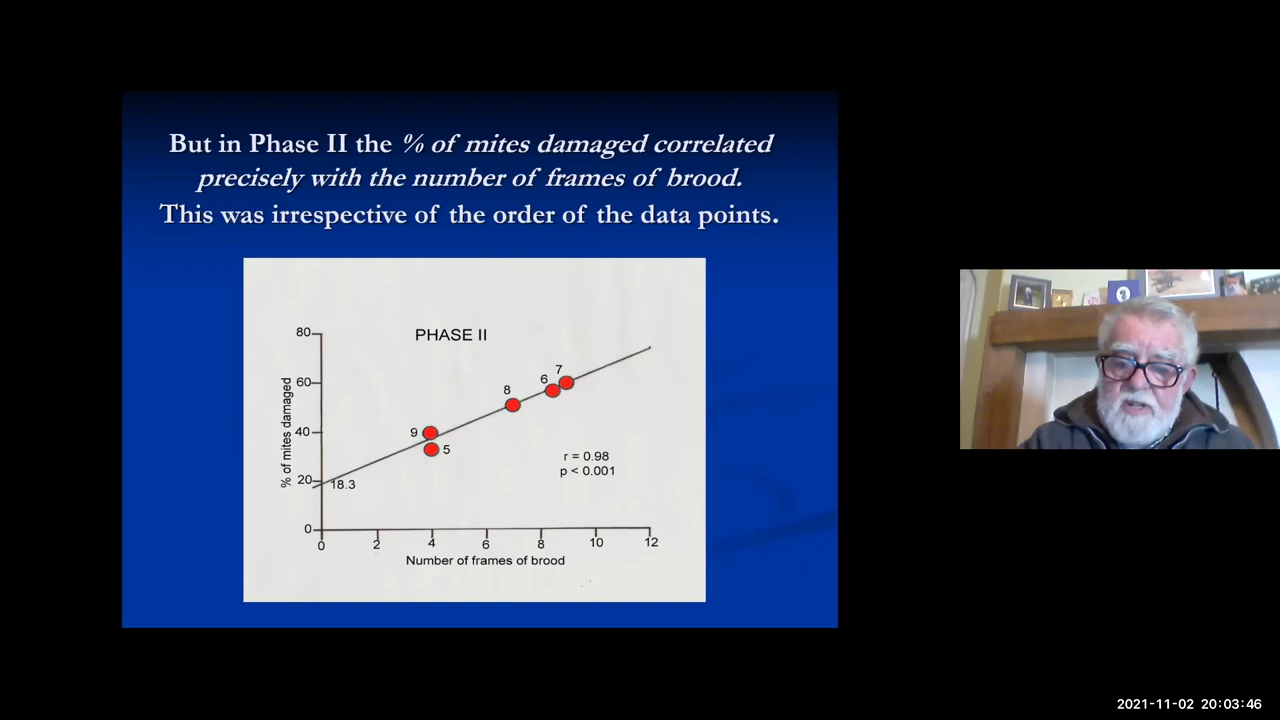 But in Phase II the % of mites damaged correlated
precisely with the number of frames of brood.
This was irrespective of the order of the data points.
PHASE II
% of mites damaged
80
60
40
20
0
18.3
9
5
8
6
7
r = 0.98
p < 0.001
0 2 4 6 8 10 12
Number of frames of brood
2021-11-02 20:03:46